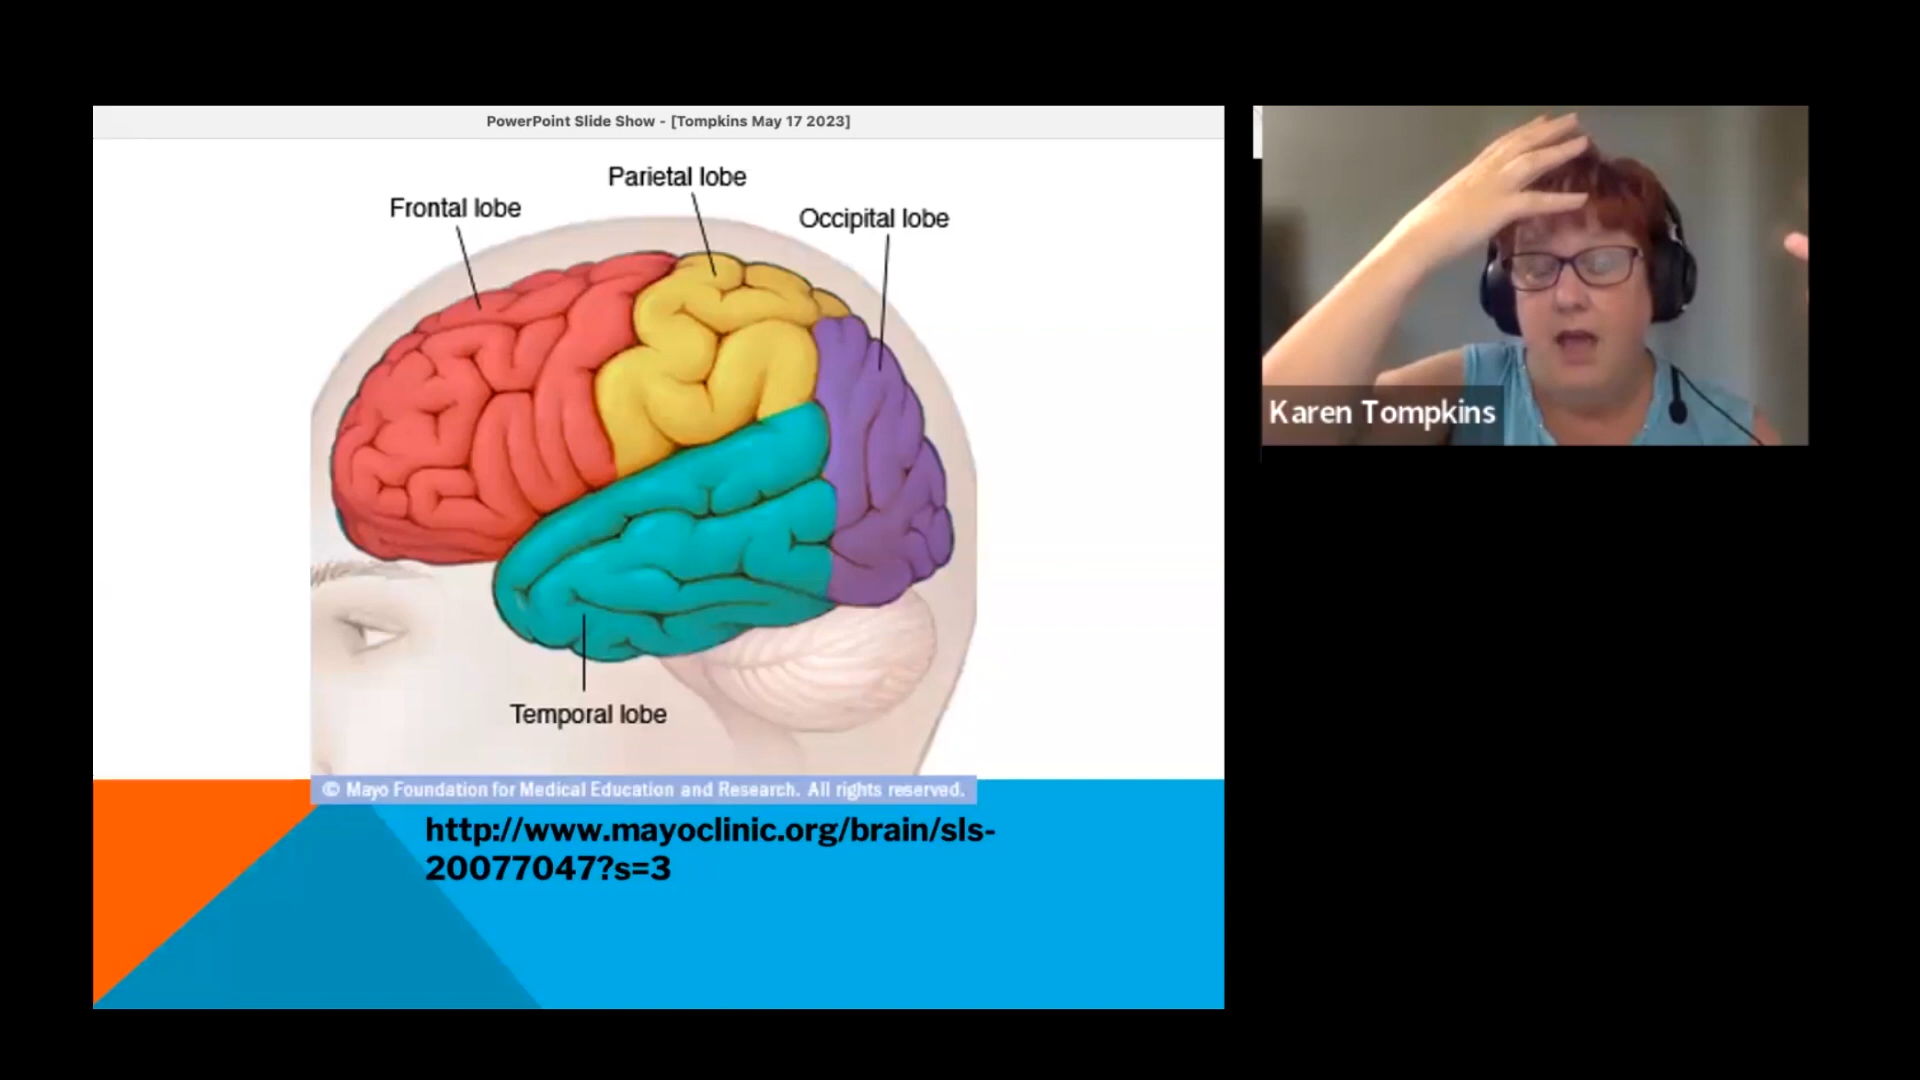 PowerPoint Slide Show - [Tompkins May 17 2023]
Parietal lobe
Frontal lobe
Occipital lobe
Temporal lobe
© Mayo Foundation for Medical Education and Research. All rights reserved.
http://www.mayoclinic.org/brain/sls-
20077047?s=3
Karen Tompkins